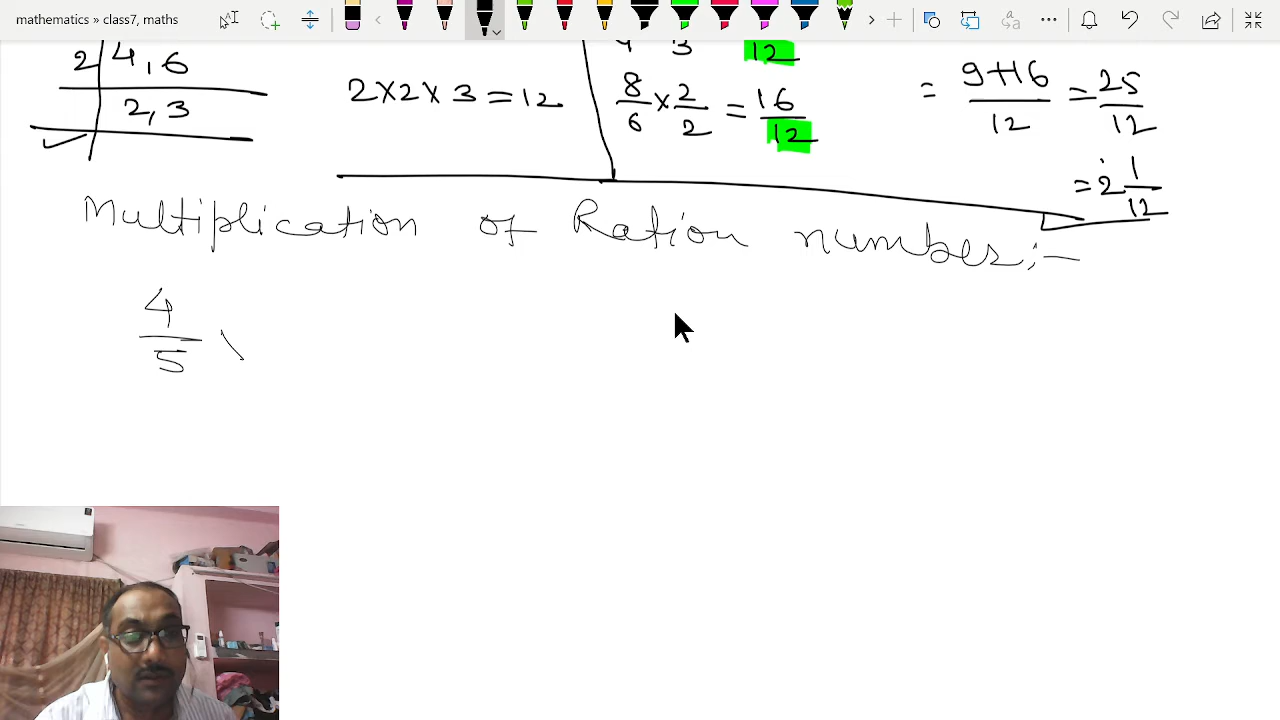 mathematics » class7, maths
2 | 4, 6
2, 3
2 × 2 × 3 = 12
12
8/6 × 2/2 = 16/12
= 9+16/12 = 25/12
= 2 1/12
Multiplication of Ration number:-
4/5